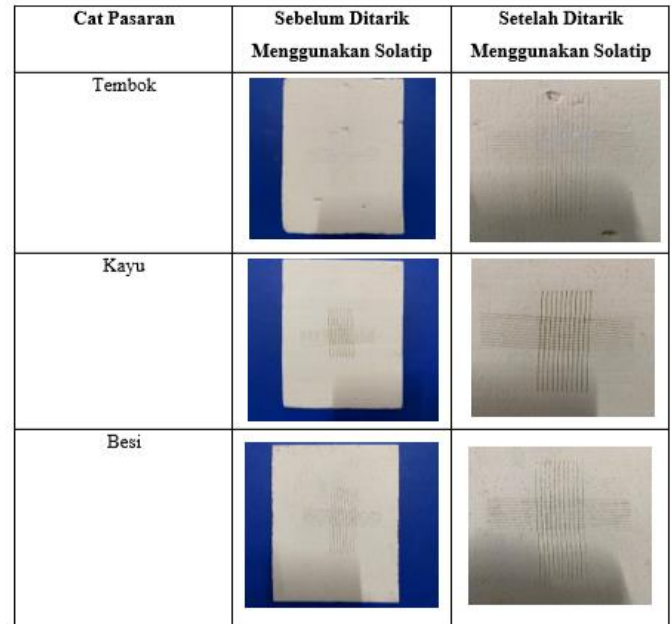 Cat Pasaran
Sebelum Ditarik
Menggunakan Solatip
Setelah Ditarik
Menggunakan Solatip
Tembok
Kayu
Besi